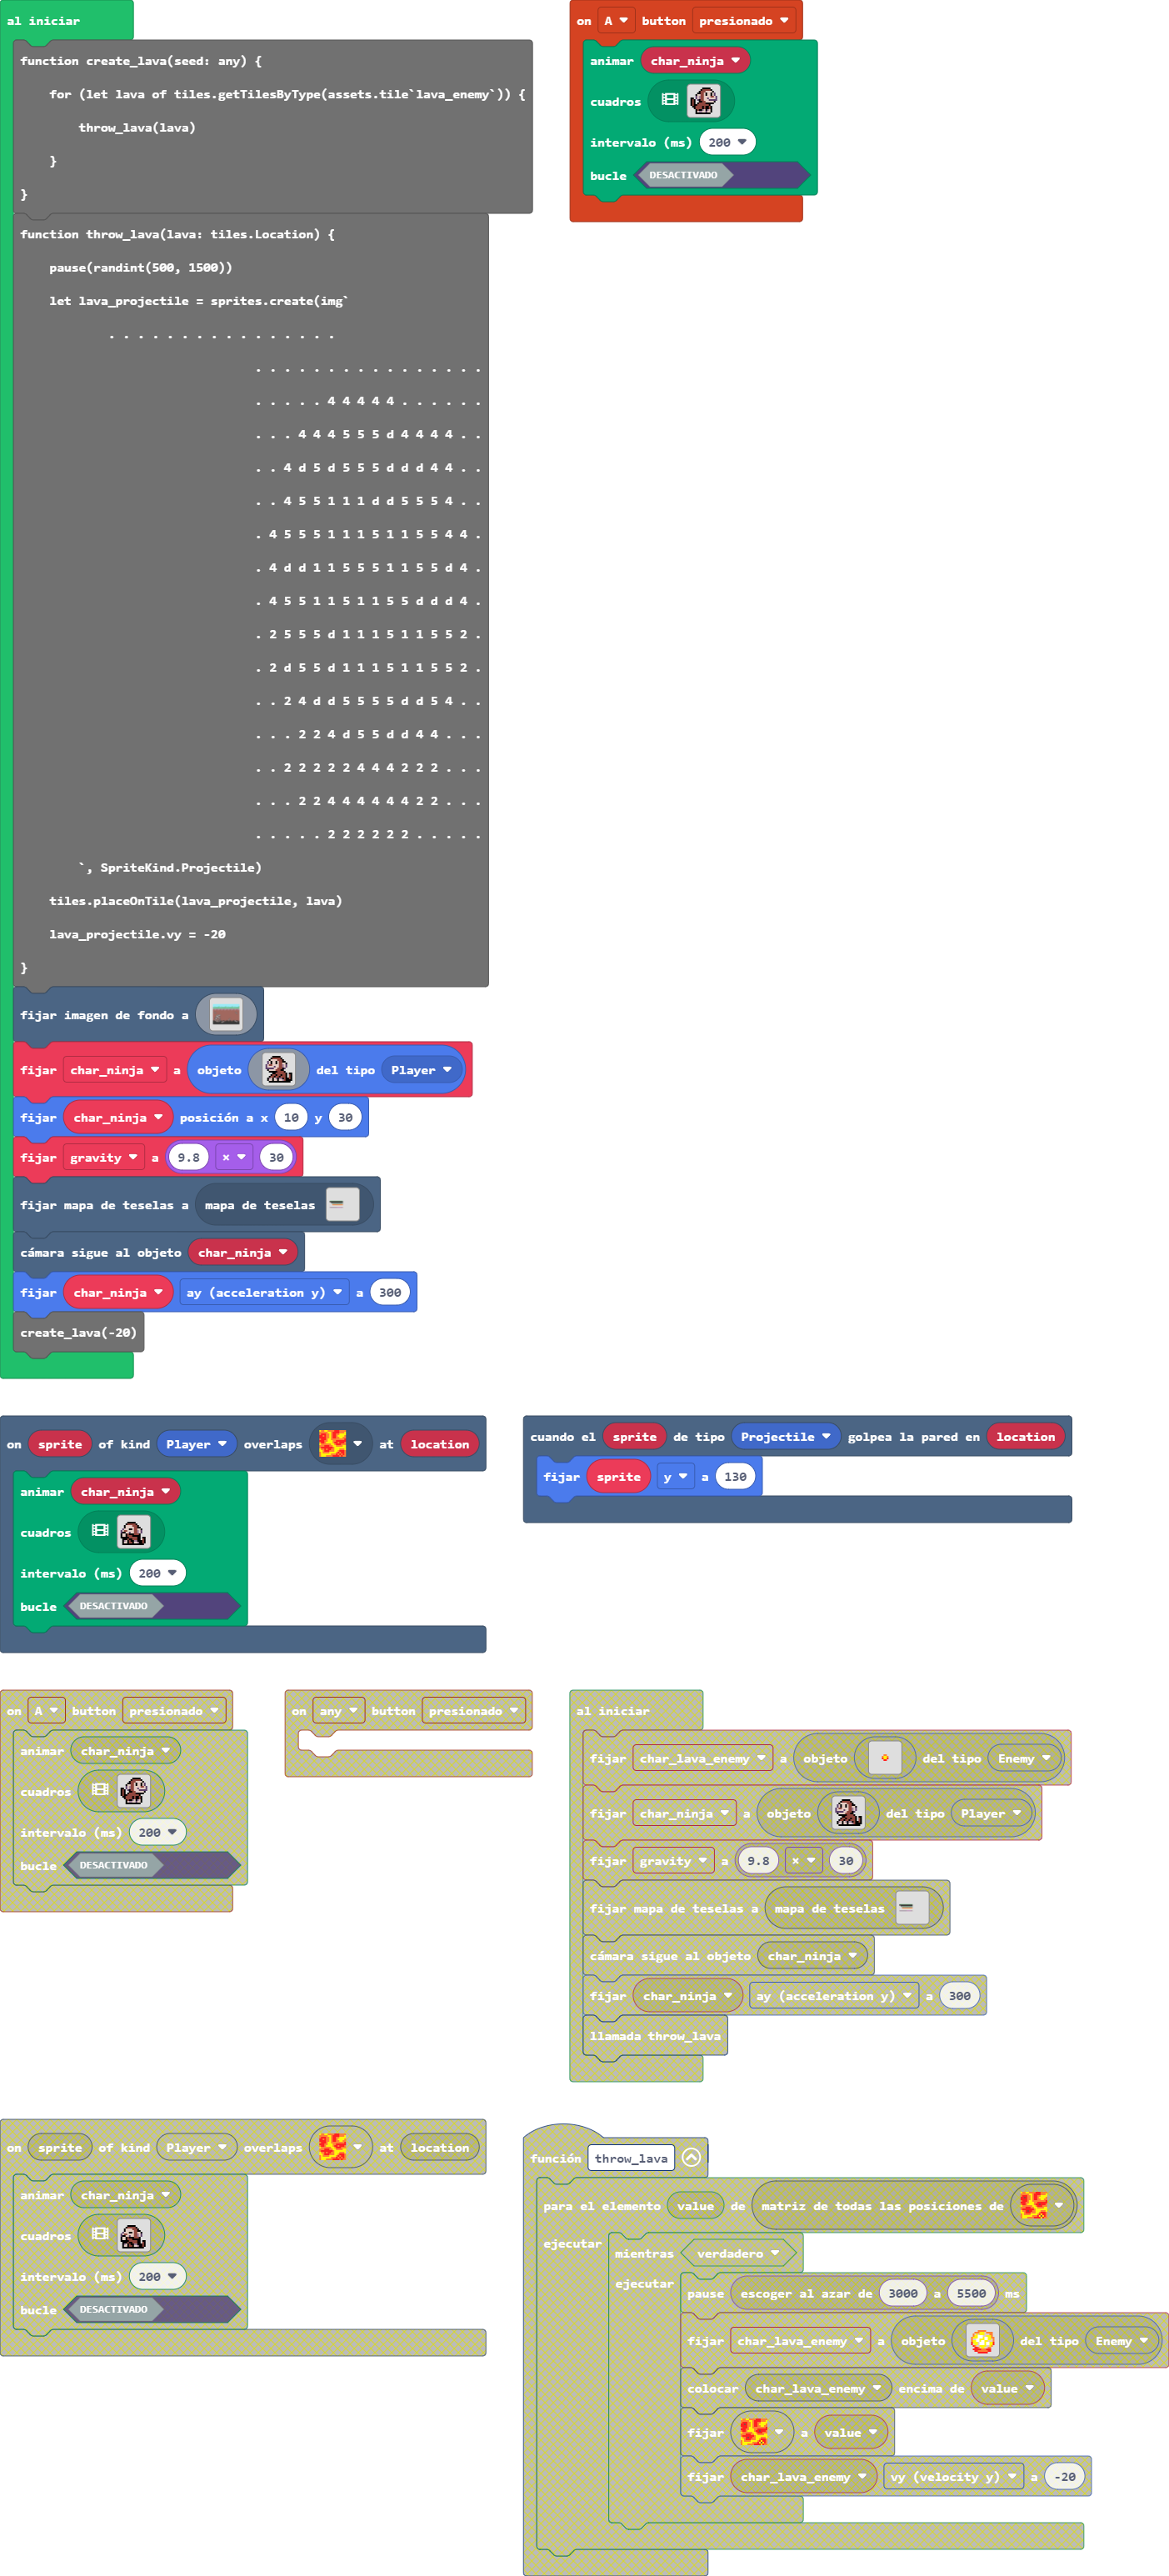 al iniciar
function create_lava(seed: any) {
for (let lava of tiles.getTilesByType(assets.tile`lava_enemy`)) {
throw_lava(lava)
}
}
function throw_lava(lava: tiles.Location) {
pause(randint(500, 1500))
let lava_projectile = sprites.create(img`
. . . . . . . . . . . . . . . .
. . . . . . . . . . . . . . . .
. . . . . 4 4 4 4 4 . . . . . .
. . . 4 4 4 5 5 5 d 4 4 4 4 . .
. . 4 d 5 d 5 5 5 d d d 4 4 . .
. . 4 5 5 1 1 1 d d 5 5 5 4 . .
. 4 5 5 5 1 1 1 5 1 1 5 5 4 4 .
. 4 d d 1 1 5 5 5 1 1 5 5 d 4 .
. 4 5 5 1 1 5 1 1 5 5 d d d 4 .
. 2 5 5 5 d 1 1 1 5 1 1 5 5 2 .
. 2 d 5 5 d 1 1 1 5 1 1 5 5 2 .
. . 2 4 d d 5 5 5 5 d d 5 4 . .
. . . 2 2 4 d 5 5 d d 4 4 . . .
. . 2 2 2 2 2 4 4 4 2 2 2 . . .
. . . 2 2 4 4 4 4 4 4 2 2 . . .
. . . . . 2 2 2 2 2 2 . . . . .
`, SpriteKind.Projectile)
tiles.placeOnTile(lava_projectile, lava)
lava_projectile.vy = -20
}
fijar imagen de fondo a
fijar char_ninja a objeto del tipo Player
fijar char_ninja posición a x 10 y 30
fijar gravity a 9.8 × 30
fijar mapa de teselas a mapa de teselas
cámara sigue al objeto char_ninja
fijar char_ninja ay (acceleration y) a 300
create_lava(-20)
on A button presionado
animar char_ninja
cuadros
intervalo (ms) 200
bucle DESACTIVADO
on sprite of kind Player overlaps at location
animar char_ninja
cuadros
intervalo (ms) 200
bucle DESACTIVADO
cuando el sprite de tipo Projectile golpea la pared en location
fijar sprite y a 130
on A button presionado
animar char_ninja
cuadros
intervalo (ms) 200
bucle DESACTIVADO
on any button presionado
al iniciar
fijar char_lava_enemy a objeto del tipo Enemy
fijar char_ninja a objeto del tipo Player
fijar gravity a 9.8 × 30
fijar mapa de teselas a mapa de teselas
cámara sigue al objeto char_ninja
fijar char_ninja ay (acceleration y) a 300
llamada throw_lava
on sprite of kind Player overlaps at location
animar char_ninja
cuadros
intervalo (ms) 200
bucle DESACTIVADO
función throw_lava
para el elemento value de matriz de todas las posiciones de
ejecutar mientras verdadero
ejecutar pause escoger al azar de 3000 a 5500 ms
fijar char_lava_enemy a objeto del tipo Enemy
colocar char_lava_enemy encima de value
fijar a value
fijar char_lava_enemy vy (velocity y) a -20